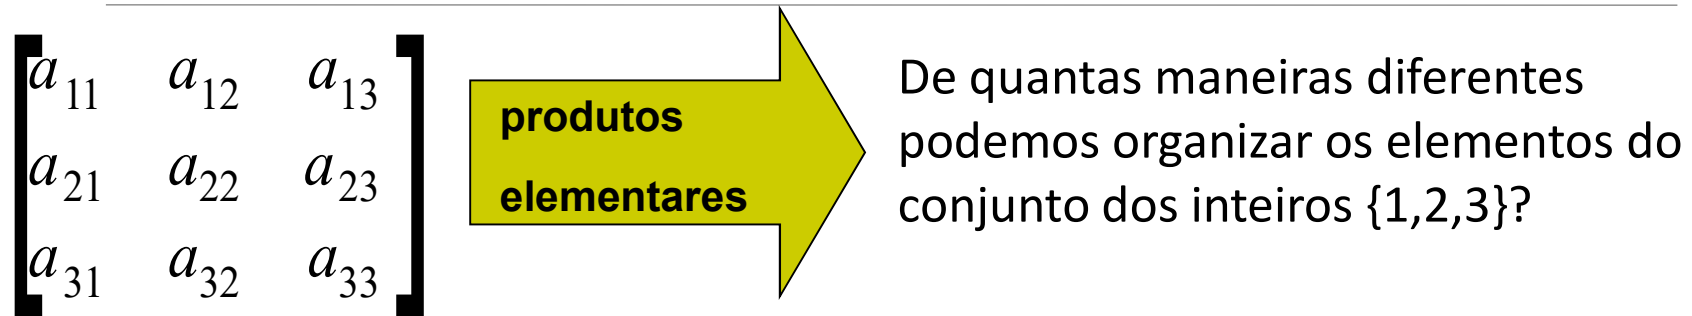 a11 a12 a13
a21 a22 a23
a31 a32 a33
produtos
elementares
De quantas maneiras diferentes
podemos organizar os elementos do
conjunto dos inteiros {1,2,3}?